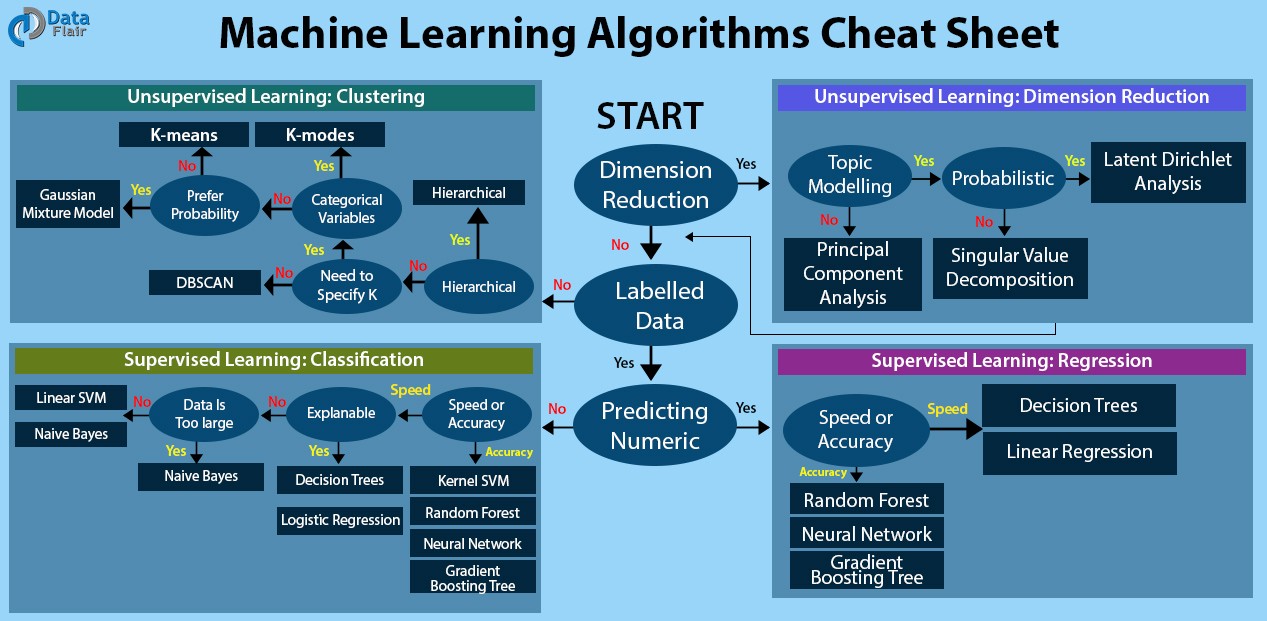 Data
Flair
Machine Learning Algorithms Cheat Sheet
START
Dimension
Reduction
Yes
No
Labelled
Data
No
Yes
Predicting
Numeric
No
Yes
Unsupervised Learning: Clustering
K-means
K-modes
No
Yes
Gaussian
Mixture Model
Yes
Prefer
Probability
No
Categorical
Variables
Hierarchical
Yes
Yes
DBSCAN
No
Need to
Specify K
No
Hierarchical
Unsupervised Learning: Dimension Reduction
Topic
Modelling
Yes
Probabilistic
Yes
Latent Dirichlet
Analysis
No
No
Principal
Component
Analysis
Singular Value
Decomposition
Supervised Learning: Classification
Linear SVM
Naive Bayes
No
Data Is
Too large
No
Explanable
Speed
Speed or
Accuracy
Yes
Yes
Accuracy
Naive Bayes
Decision Trees
Logistic Regression
Kernel SVM
Random Forest
Neural Network
Gradient
Boosting Tree
Supervised Learning: Regression
Speed or
Accuracy
Speed
Decision Trees
Linear Regression
Accuracy
Random Forest
Neural Network
Gradient
Boosting Tree